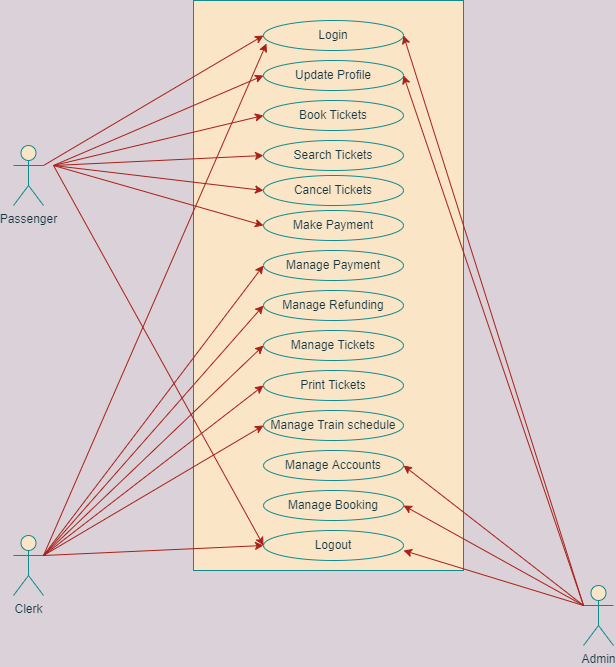 Login
Update Profile
Book Tickets
Search Tickets
Cancel Tickets
Passenger
Make Payment
Manage Payment
Manage Refunding
Manage Tickets
Print Tickets
Manage Train schedule
Manage Accounts
Manage Booking
Logout
Clerk
Admin